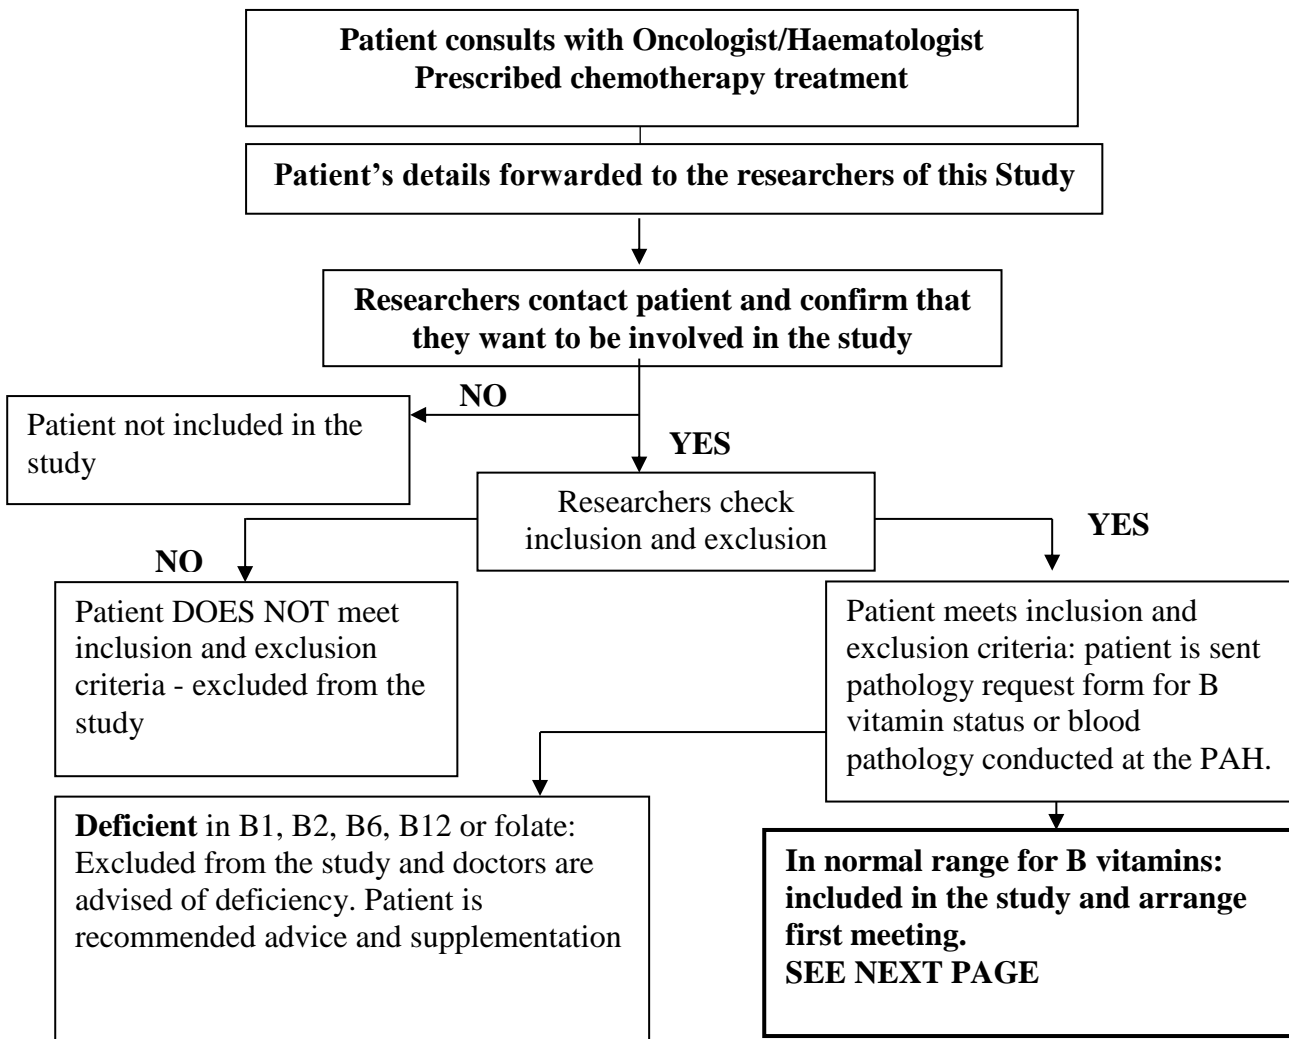 Patient consults with Oncologist/Haematologist
Prescribed chemotherapy treatment
Patient’s details forwarded to the researchers of this Study
Researchers contact patient and confirm that
they want to be involved in the study
NO
Patient not included in the
study
YES
Researchers check
inclusion and exclusion
NO
YES
Patient DOES NOT meet
inclusion and exclusion
criteria - excluded from the
study
Patient meets inclusion and
exclusion criteria: patient is sent
pathology request form for B
vitamin status or blood
pathology conducted at the PAH.
Deficient in B1, B2, B6, B12 or folate:
Excluded from the study and doctors are
advised of deficiency. Patient is
recommended advice and supplementation
In normal range for B vitamins:
included in the study and arrange
first meeting.
SEE NEXT PAGE